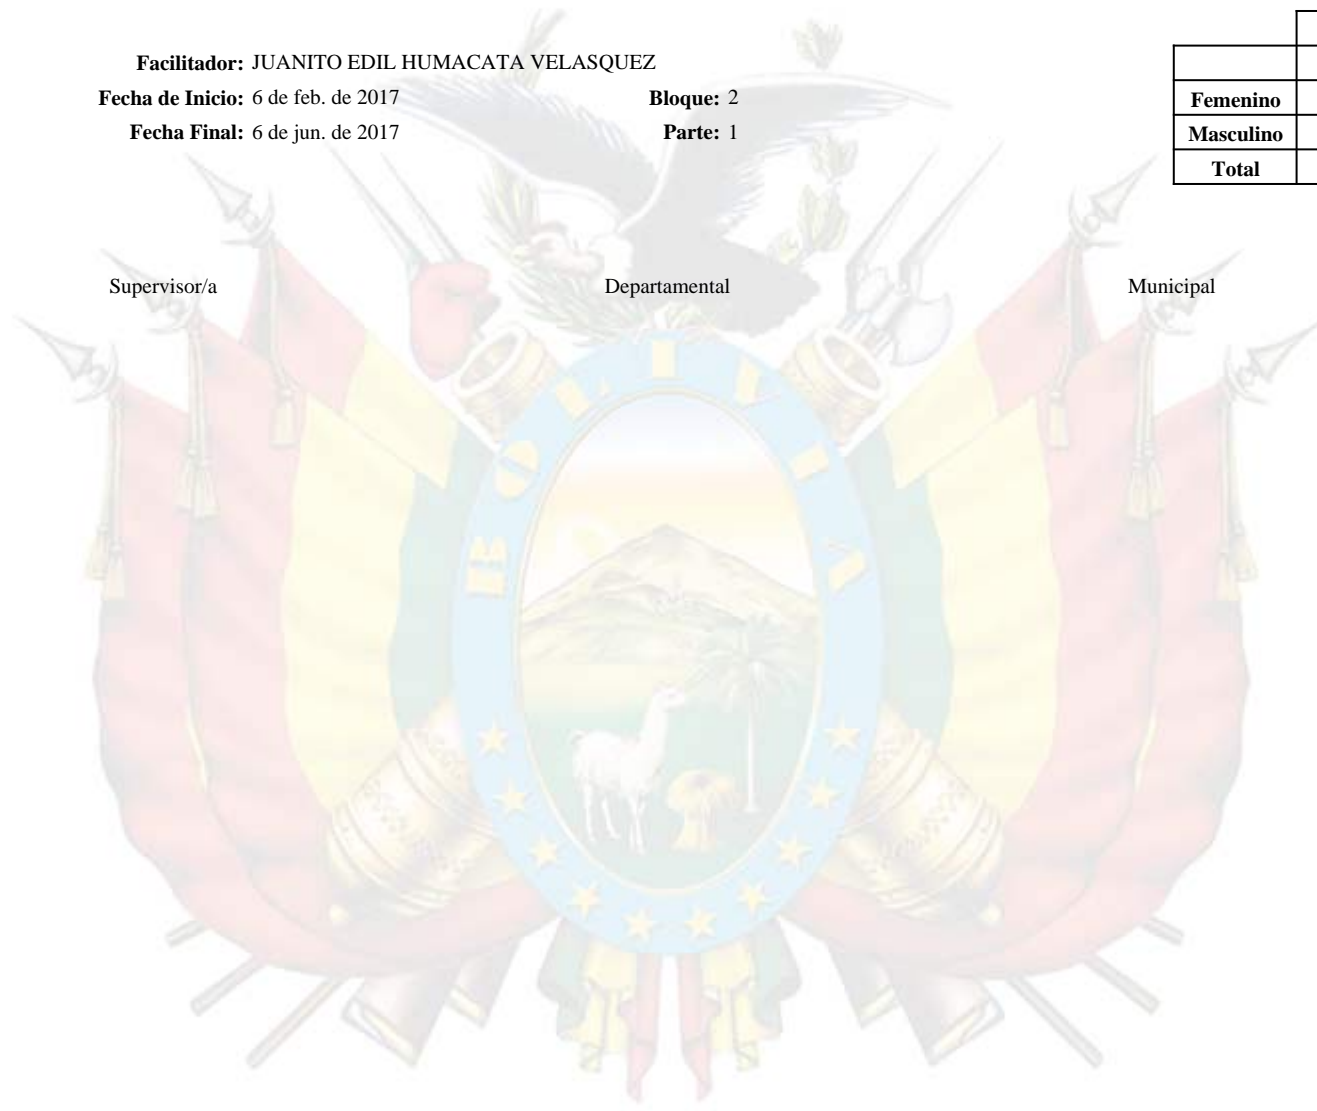 Facilitador: JUANITO EDIL HUMACATA VELASQUEZ
Fecha de Inicio: 6 de feb. de 2017 Bloque: 2
Fecha Final: 6 de jun. de 2017 Parte: 1
Femenino
Masculino
Total
Supervisor/a Departamental Municipal
BOLIVIA